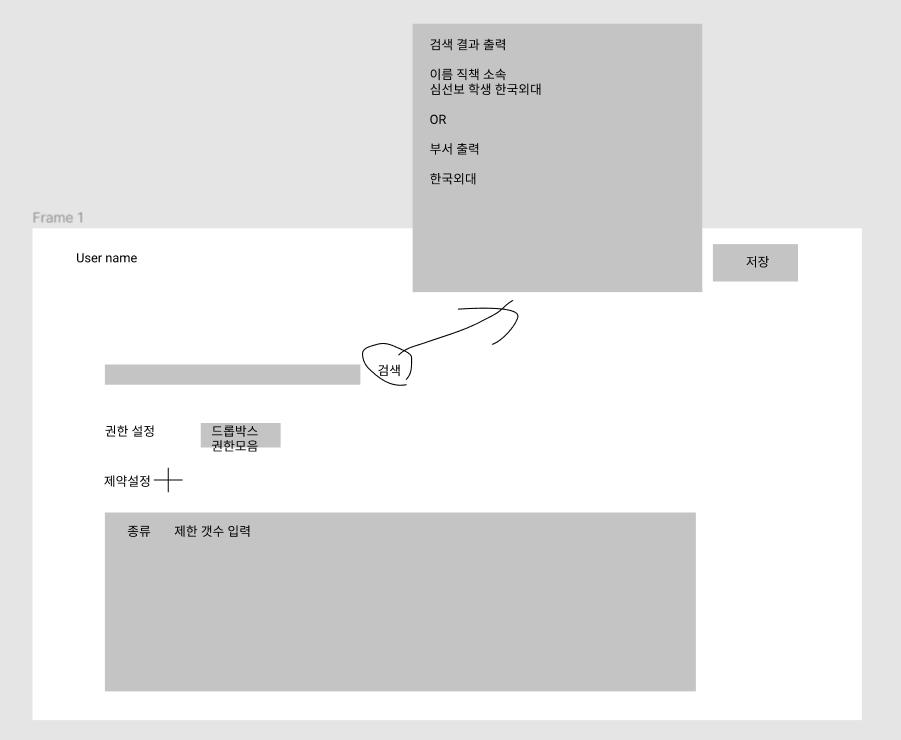 검색 결과 출력
이름 직책 소속
심선보 학생 한국외대
OR
부서 출력
한국외대
Frame 1
User name
저장
검색
권한 설정
드롭박스
권한모음
제약설정
종류 제한 갯수 입력